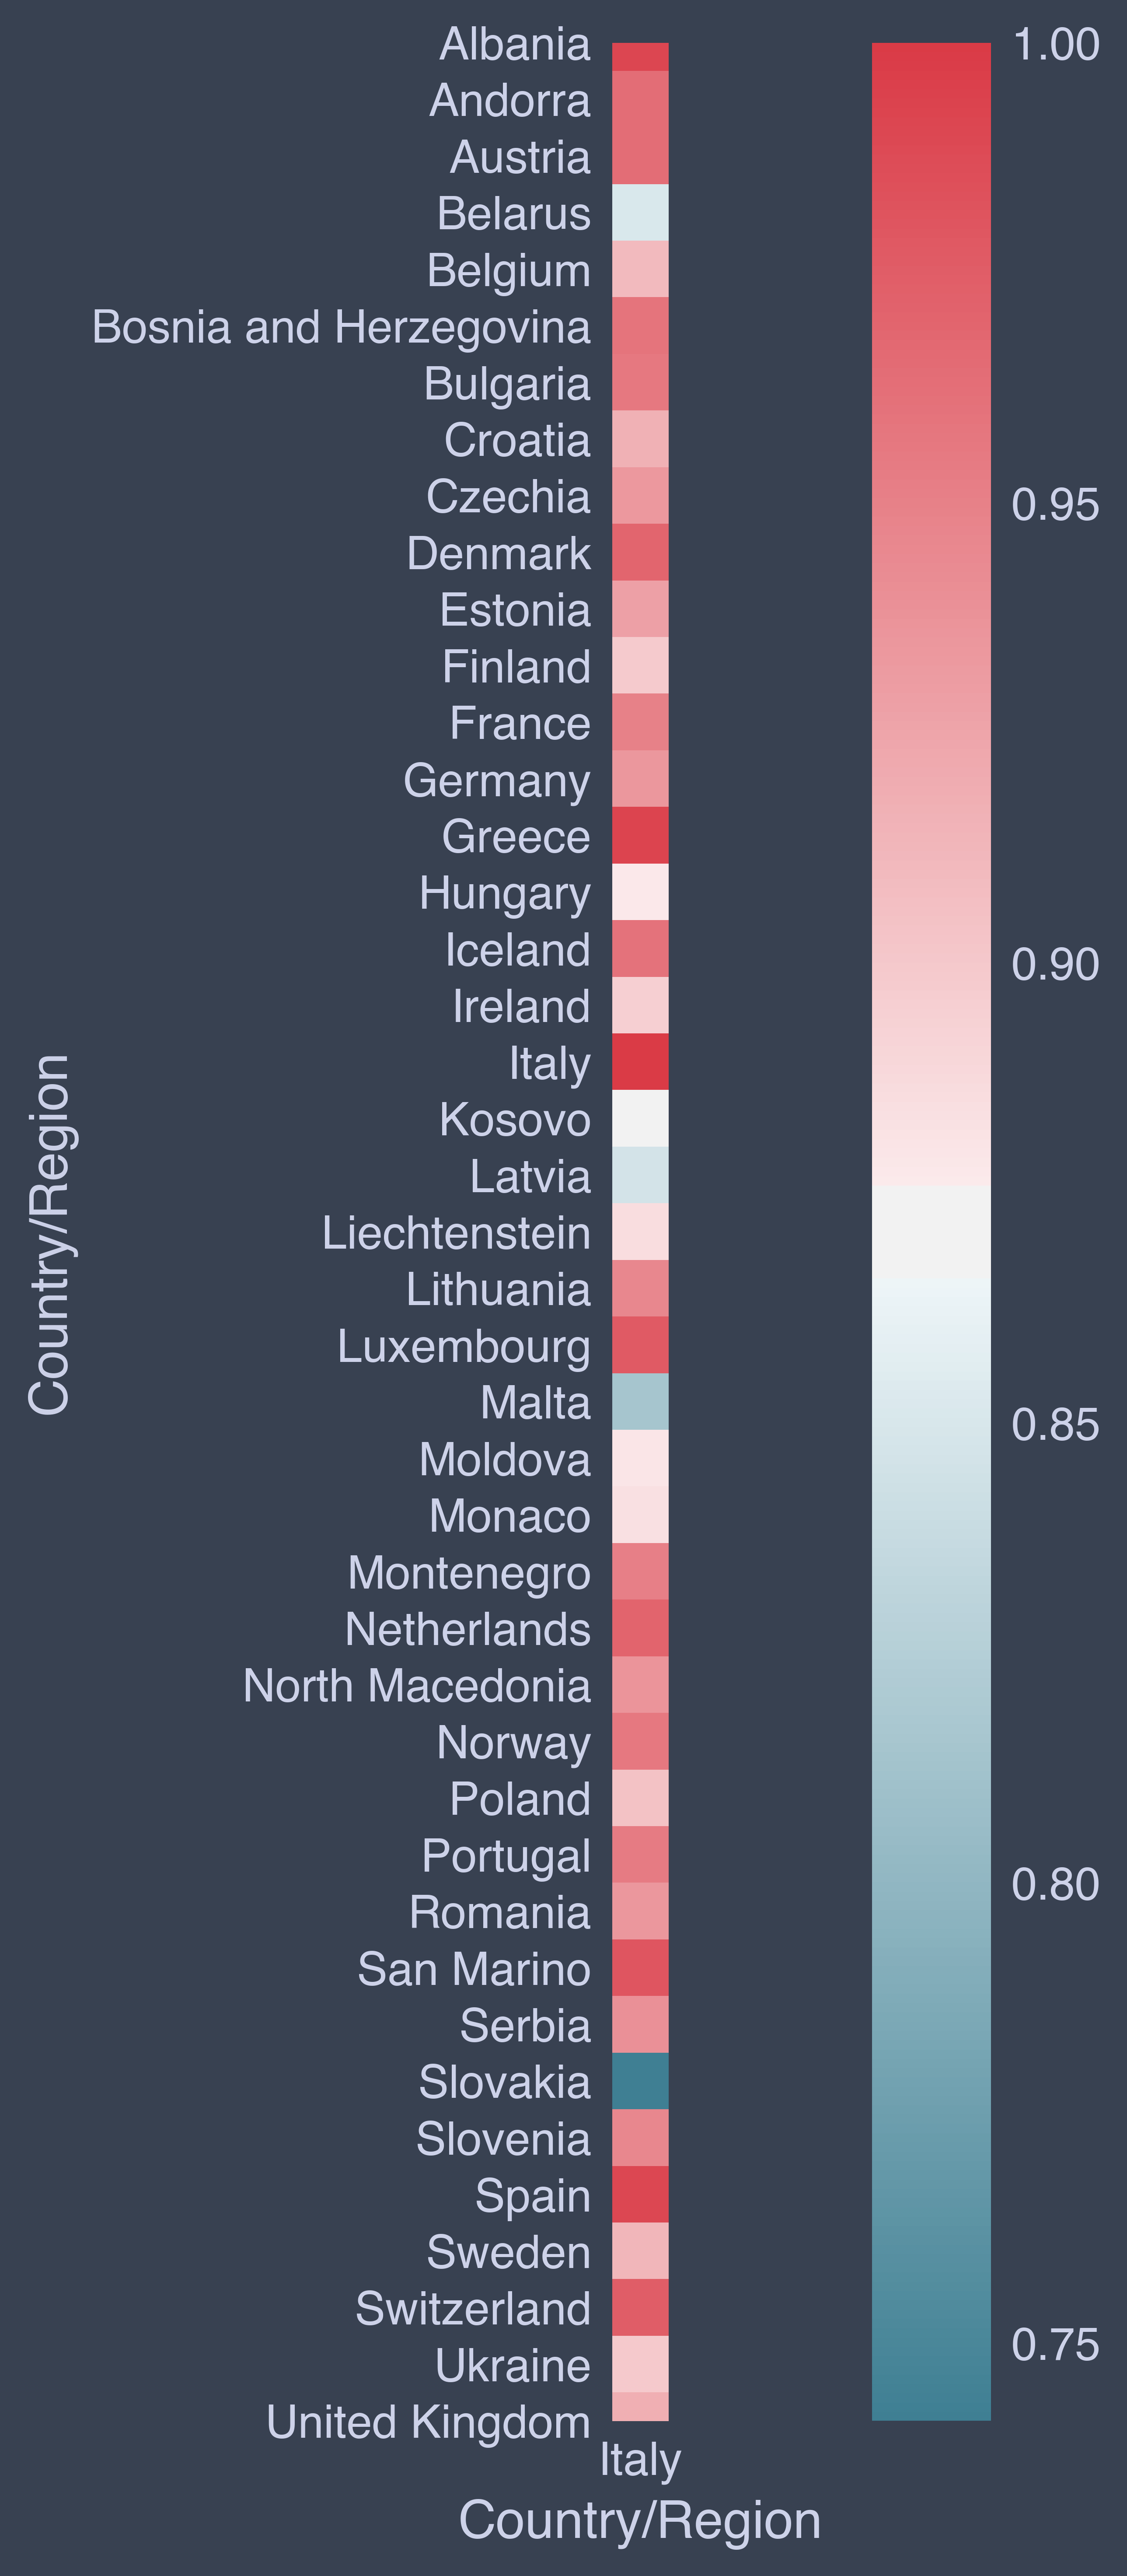 Albania
Andorra
Austria
Belarus
Belgium
Bosnia and Herzegovina
Bulgaria
Croatia
Czechia
Denmark
Estonia
Finland
France
Germany
Greece
Hungary
Iceland
Ireland
Italy
Kosovo
Latvia
Liechtenstein
Lithuania
Luxembourg
Malta
Moldova
Monaco
Montenegro
Netherlands
North Macedonia
Norway
Poland
Portugal
Romania
San Marino
Serbia
Slovakia
Slovenia
Spain
Sweden
Switzerland
Ukraine
United Kingdom
Country/Region
Italy
Country/Region
1.00
0.95
0.90
0.85
0.80
0.75